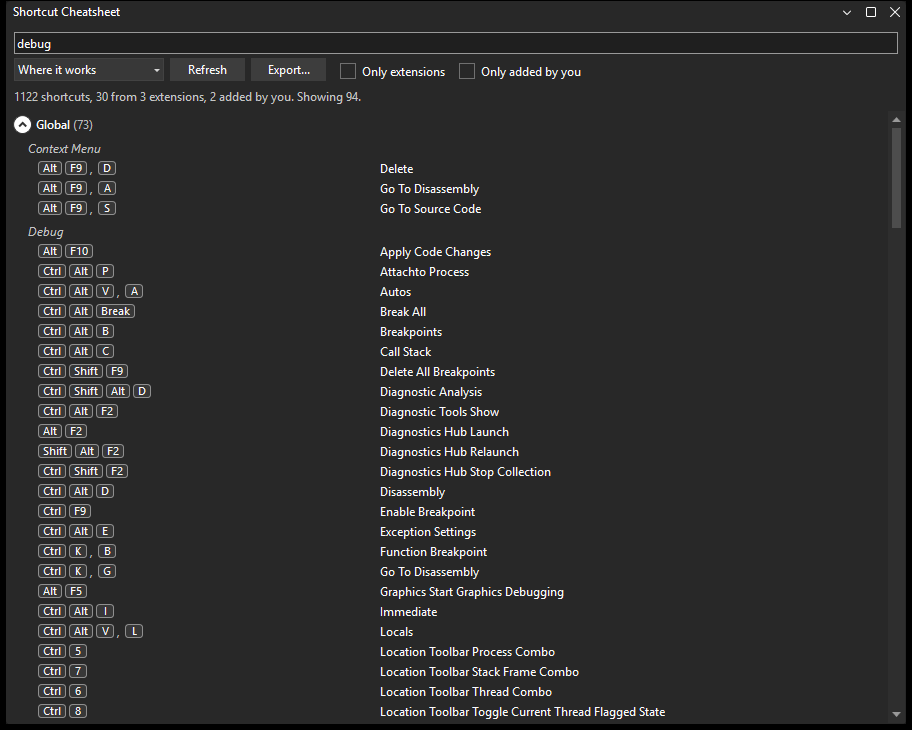 Shortcut Cheatsheet
debug
Where it works Refresh Export... Only extensions Only added by you
1122 shortcuts, 30 from 3 extensions, 2 added by you. Showing 94.
Global (73)
Context Menu
Alt F9 , D Delete
Alt F9 , A Go To Disassembly
Alt F9 , S Go To Source Code
Debug
Alt F10 Apply Code Changes
Ctrl Alt P Attachto Process
Ctrl Alt V , A Autos
Ctrl Alt Break Break All
Ctrl Alt B Breakpoints
Ctrl Alt C Call Stack
Ctrl Shift F9 Delete All Breakpoints
Ctrl Shift Alt D Diagnostic Analysis
Ctrl Alt F2 Diagnostic Tools Show
Alt F2 Diagnostics Hub Launch
Shift Alt F2 Diagnostics Hub Relaunch
Ctrl Shift F2 Diagnostics Hub Stop Collection
Ctrl Alt D Disassembly
Ctrl F9 Enable Breakpoint
Ctrl Alt E Exception Settings
Ctrl K , B Function Breakpoint
Ctrl K , G Go To Disassembly
Alt F5 Graphics Start Graphics Debugging
Ctrl Alt I Immediate
Ctrl Alt V , L Locals
Ctrl 5 Location Toolbar Process Combo
Ctrl 7 Location Toolbar Stack Frame Combo
Ctrl 6 Location Toolbar Thread Combo
Ctrl 8 Location Toolbar Toggle Current Thread Flagged State